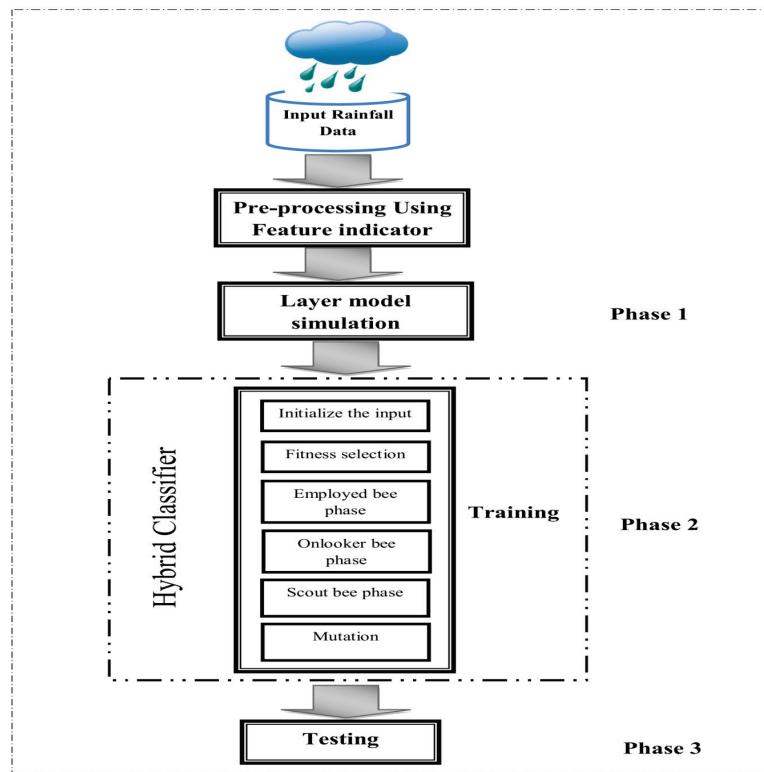 Input Rainfall
Data
Pre-processing Using
Feature indicator
Layer model
simulation
Phase 1
Hybrid Classifier
Initialize the input
Fitness selection
Employed bee
phase
Onlooker bee
phase
Scout bee phase
Mutation
Training
Phase 2
Testing
Phase 3